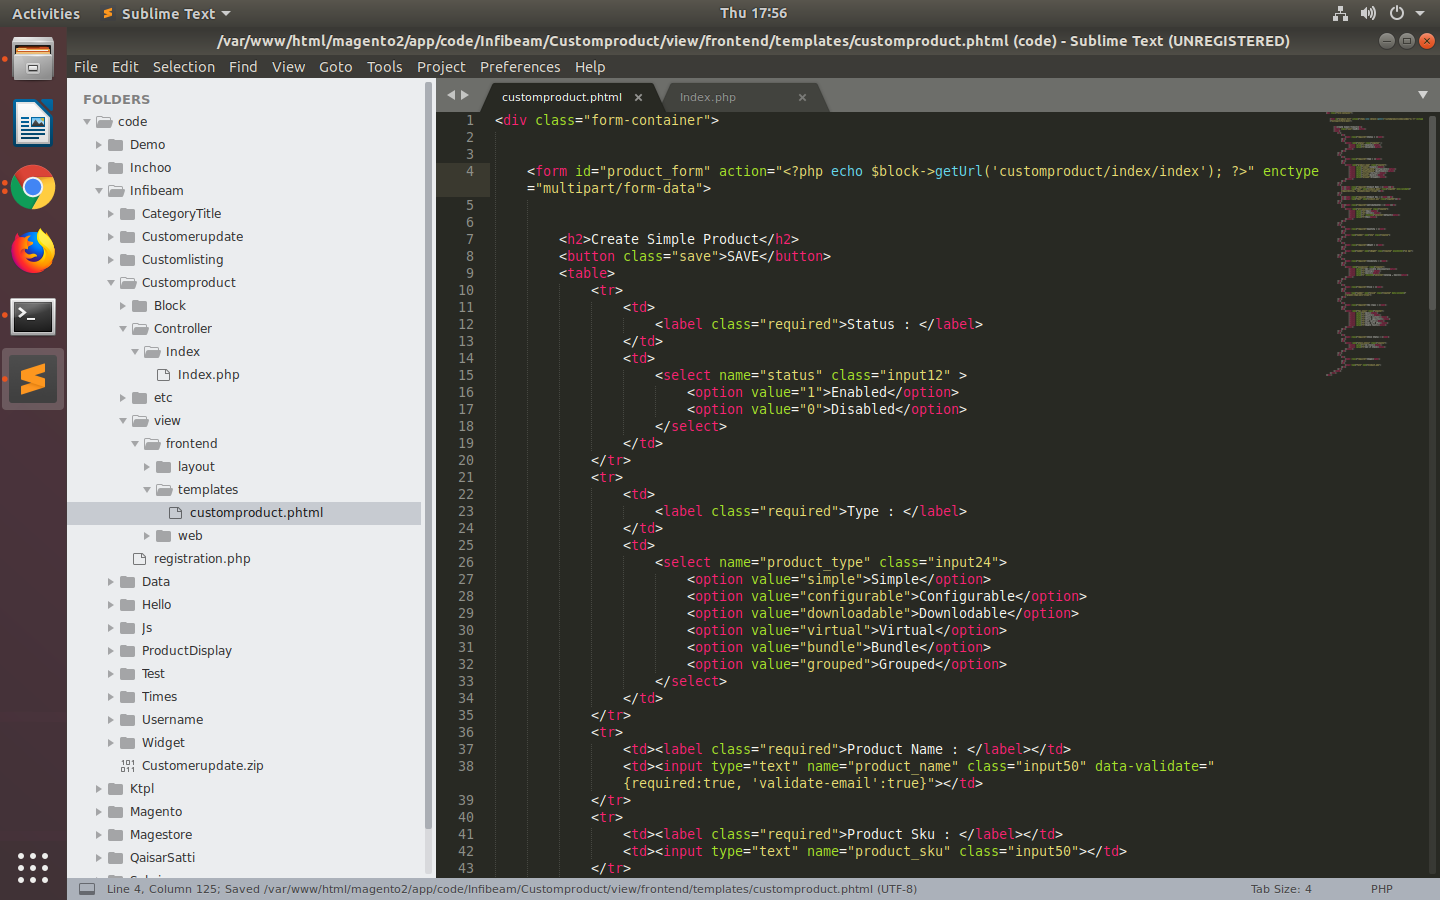 Activities
Sublime Text
Thu 17:56
/var/www/html/magento2/app/code/Infibeam/Customproduct/view/frontend/templates/customproduct.phtml (code) - Sublime Text (UNREGISTERED)
File Edit Selection Find View Goto Tools Project Preferences Help
FOLDERS
code
Demo
Inchoo
Infibeam
CategoryTitle
Customerupdate
Customlisting
Customproduct
Block
Controller
Index
Index.php
etc
view
frontend
layout
templates
customproduct.phtml
web
registration.php
Data
Hello
Js
ProductDisplay
Test
Times
Username
Widget
Customerupdate.zip
Ktpl
Magento
Magestore
QaisarSatti
customproduct.phtml
Index.php
1 <div class="form-container">
2
3
4 <form id="product_form" action="<?php echo $block->getUrl('customproduct/index/index'); ?>" enctype
="multipart/form-data">
5
6
7 <h2>Create Simple Product</h2>
8 <button class="save">SAVE</button>
9 <table>
10 <tr>
11 <td>
12 <label class="required">Status : </label>
13 </td>
14 <td>
15 <select name="status" class="input12" >
16 <option value="1">Enabled</option>
17 <option value="0">Disabled</option>
18 </select>
19 </td>
20 </tr>
21 <tr>
22 <td>
23 <label class="required">Type : </label>
24 </td>
25 <td>
26 <select name="product_type" class="input24">
27 <option value="simple">Simple</option>
28 <option value="configurable">Configurable</option>
29 <option value="downloadable">Downlodable</option>
30 <option value="virtual">Virtual</option>
31 <option value="bundle">Bundle</option>
32 <option value="grouped">Grouped</option>
33 </select>
34 </td>
35 </tr>
36 <tr>
37 <td><label class="required">Product Name : </label></td>
38 <td><input type="text" name="product_name" class="input50" data-validate="
{required:true, 'validate-email':true}"></td>
39 </tr>
40 <tr>
41 <td><label class="required">Product Sku : </label></td>
42 <td><input type="text" name="product_sku" class="input50"></td>
43 </tr>
Line 4, Column 125; Saved /var/www/html/magento2/app/code/Infibeam/Customproduct/view/frontend/templates/customproduct.phtml (UTF-8)
Tab Size: 4
PHP